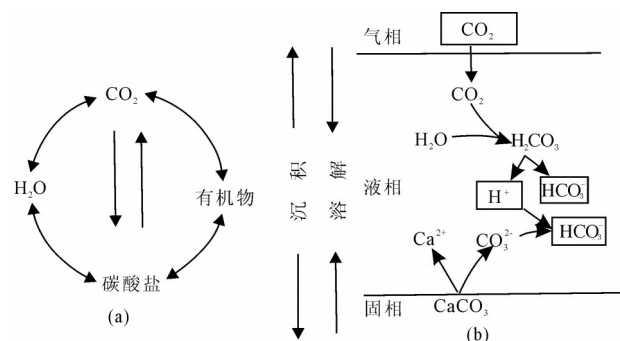 CO₂
H₂O
有机物
碳酸盐
(a)
沉积
溶解
气相
CO₂
CO₂
H₂O
H₂CO₃
液相
H⁺
HCO₃⁻
HCO₃⁻
Ca²⁺
CO₃²⁻
固相
CaCO₃
(b)